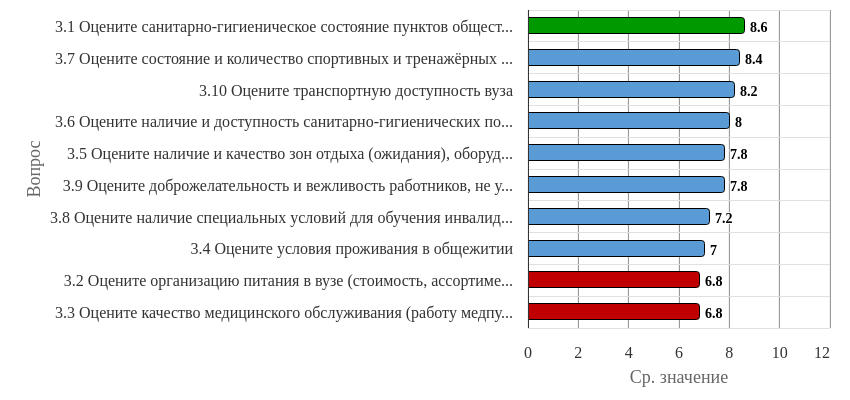 3.1 Оцените санитарно-гигиеническое состояние пунктов общест... 8.6
3.7 Оцените состояние и количество спортивных и тренажёрных ... 8.4
3.10 Оцените транспортную доступность вуза 8.2
3.6 Оцените наличие и доступность санитарно-гигиенических по... 8
3.5 Оцените наличие и качество зон отдыха (ожидания), оборуд... 7.8
3.9 Оцените доброжелательность и вежливость работников, не у... 7.8
3.8 Оцените наличие специальных условий для обучения инвалид... 7.2
3.4 Оцените условия проживания в общежитии 7
3.2 Оцените организацию питания в вузе (стоимость, ассортиме... 6.8
3.3 Оцените качество медицинского обслуживания (работу медпу... 6.8
Вопрос
0 2 4 6 8 10 12
Ср. значение